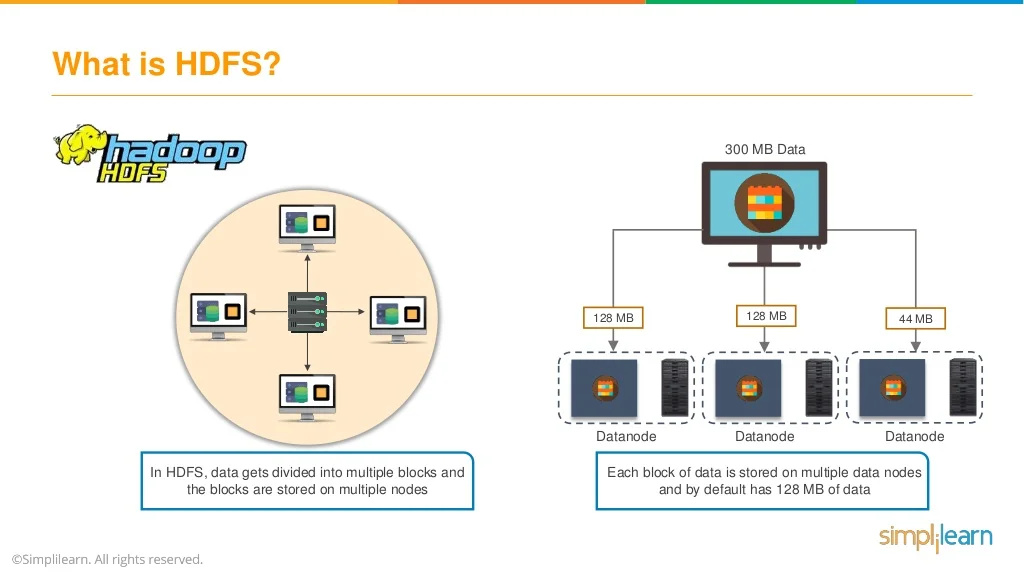 What is HDFS?
hadoop
HDFS
300 MB Data
128 MB
128 MB
44 MB
Datanode
Datanode
Datanode
In HDFS, data gets divided into multiple blocks and
the blocks are stored on multiple nodes
Each block of data is stored on multiple data nodes
and by default has 128 MB of data
simplilearn
©Simplilearn. All rights reserved.